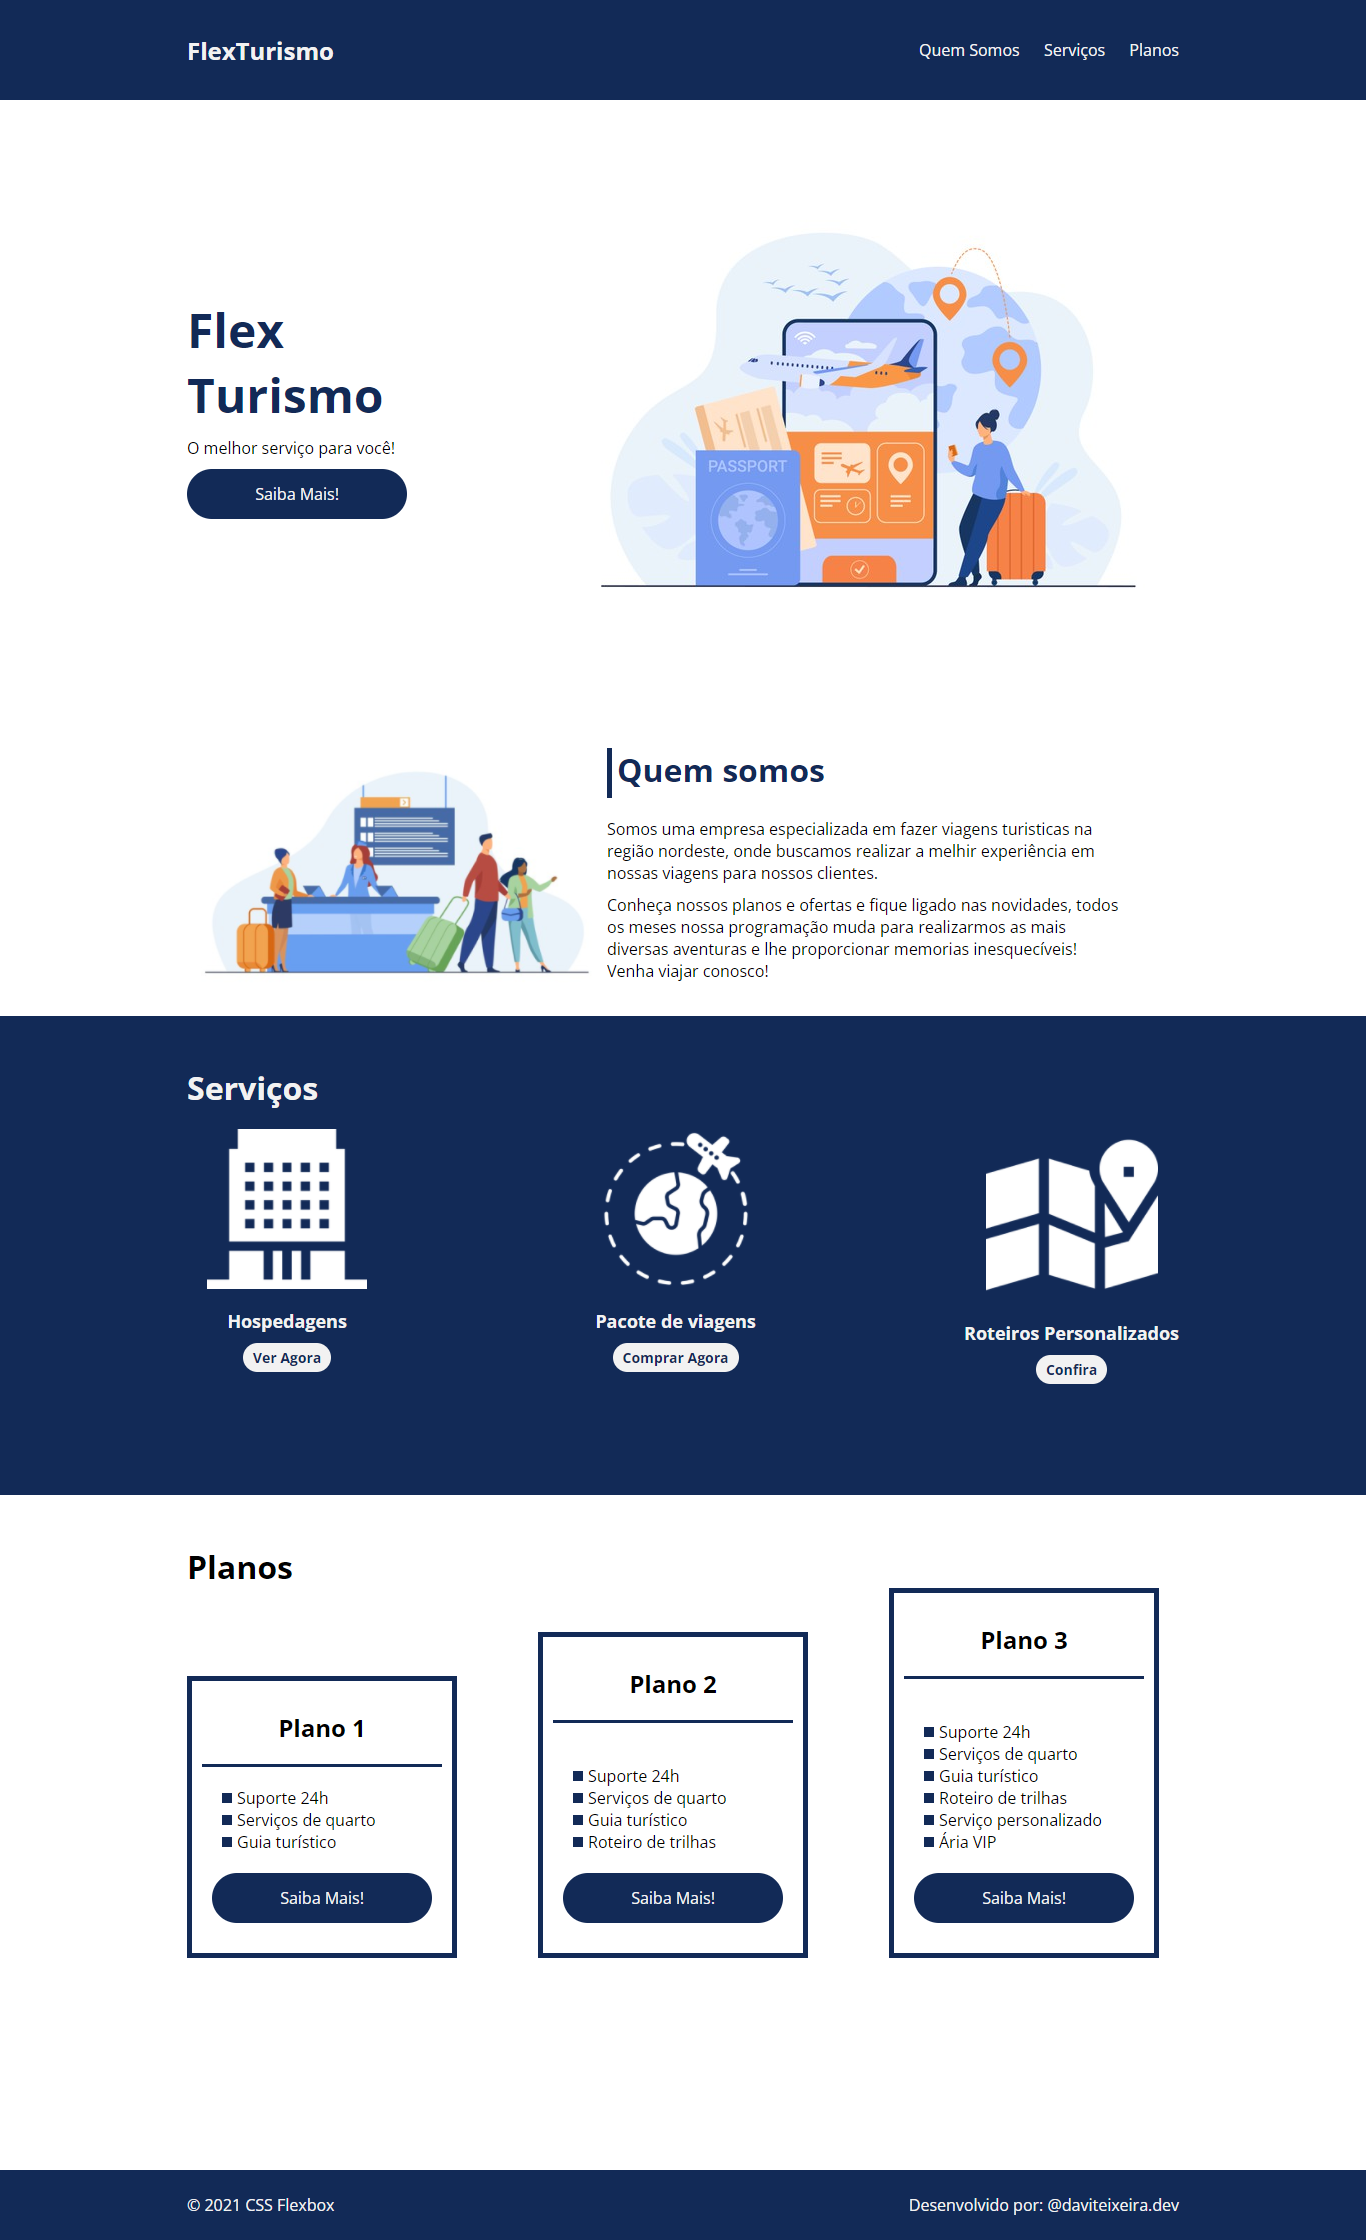 FlexTurismo
Quem Somos Serviços Planos
Flex
Turismo
O melhor serviço para você!
Saiba Mais!
PASSPORT
Quem somos
Somos uma empresa especializada em fazer viagens turisticas na
região nordeste, onde buscamos realizar a melhir experiência em
nossas viagens para nossos clientes.
Conheça nossos planos e ofertas e fique ligado nas novidades, todos
os meses nossa programação muda para realizarmos as mais
diversas aventuras e lhe proporcionar memorias inesquecíveis!
Venha viajar conosco!
Serviços
Hospedagens
Ver Agora
Pacote de viagens
Comprar Agora
Roteiros Personalizados
Confira
Planos
Plano 1
Suporte 24h
Serviços de quarto
Guia turístico
Saiba Mais!
Plano 2
Suporte 24h
Serviços de quarto
Guia turístico
Roteiro de trilhas
Saiba Mais!
Plano 3
Suporte 24h
Serviços de quarto
Guia turístico
Roteiro de trilhas
Serviço personalizado
Ária VIP
Saiba Mais!
© 2021 CSS Flexbox
Desenvolvido por: @daviteixeira.dev